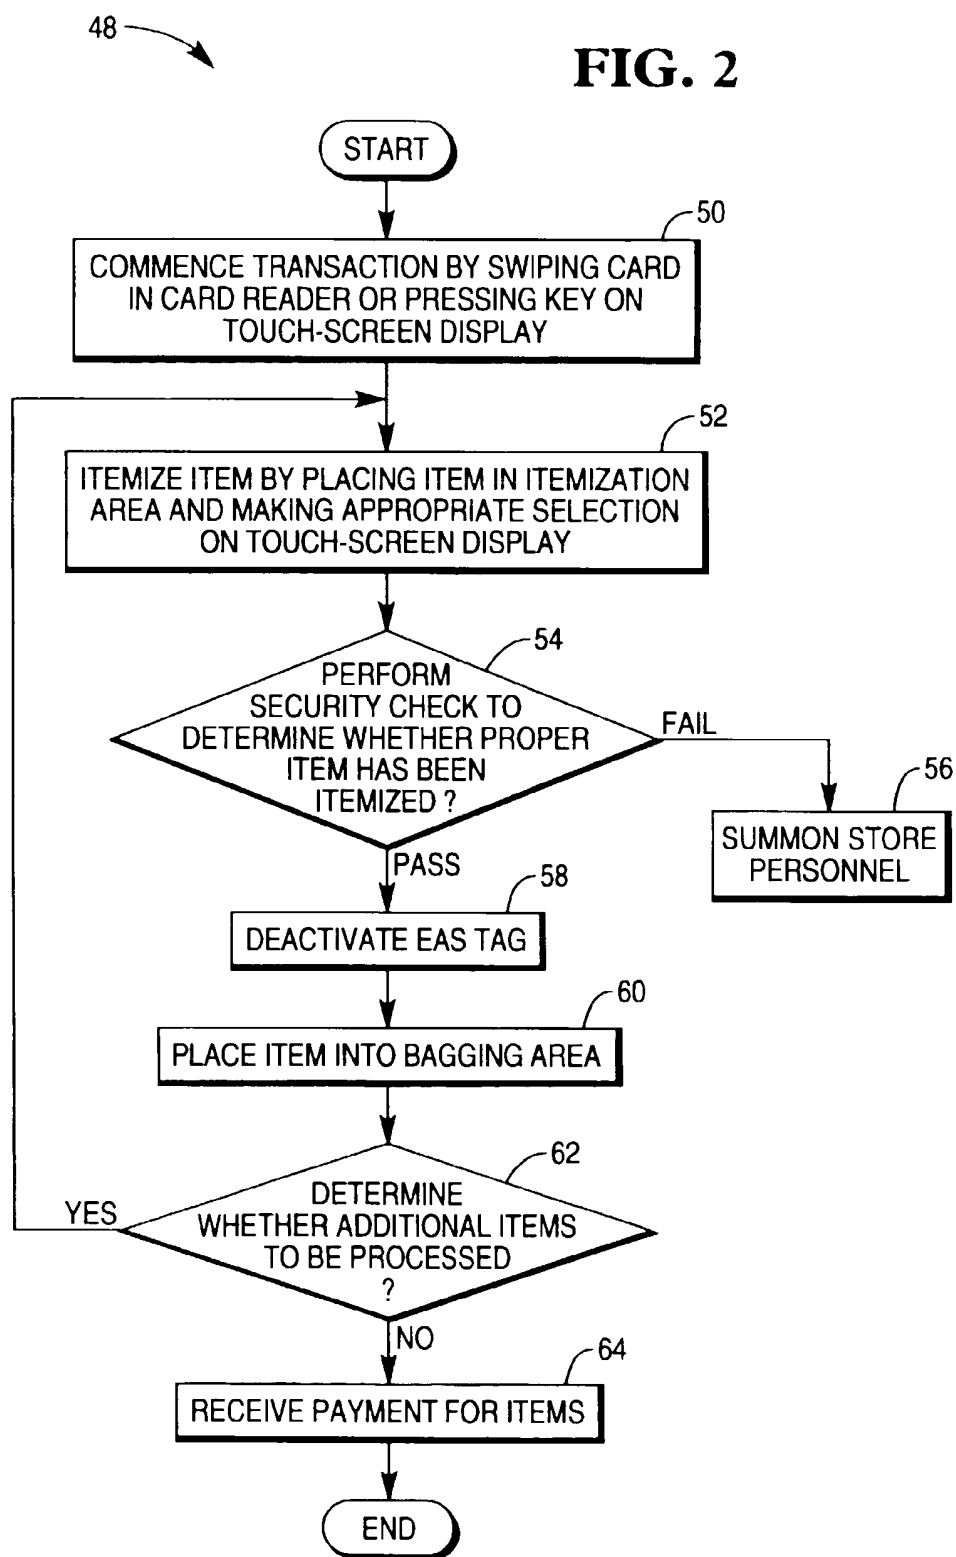 48
FIG. 2
START
50
COMMENCE TRANSACTION BY SWIPING CARD
IN CARD READER OR PRESSING KEY ON
TOUCH-SCREEN DISPLAY
52
ITEMIZE ITEM BY PLACING ITEM IN ITEMIZATION
AREA AND MAKING APPROPRIATE SELECTION
ON TOUCH-SCREEN DISPLAY
54
PERFORM
SECURITY CHECK TO
DETERMINE WHETHER PROPER
ITEM HAS BEEN
ITEMIZED ?
FAIL
56
SUMMON STORE
PERSONNEL
PASS
58
DEACTIVATE EAS TAG
60
PLACE ITEM INTO BAGGING AREA
62
DETERMINE
WHETHER ADDITIONAL ITEMS
TO BE PROCESSED
?
YES
NO
64
RECEIVE PAYMENT FOR ITEMS
END